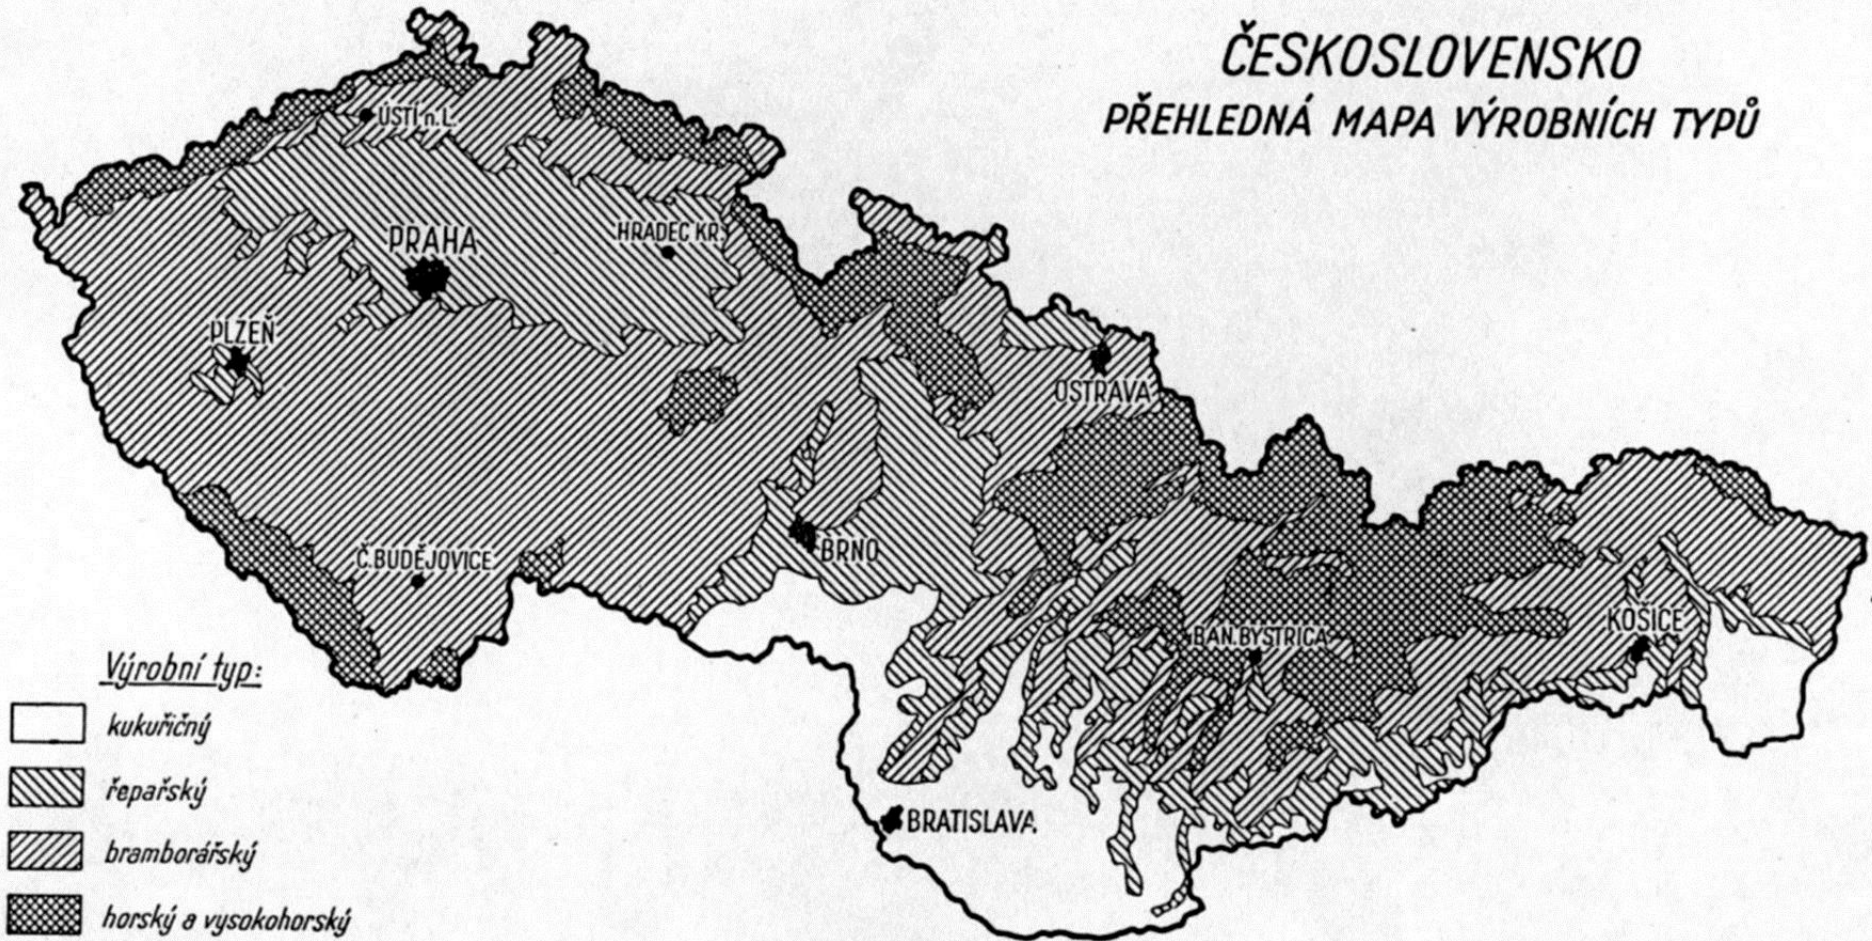 ČESKOSLOVENSKO
PŘEHLEDNÁ MAPA VÝROBNÍCH TYPŮ
ÚSTÍ n. L.
PRAHA
HRADEC KR.
PLZEŇ
OSTRAVA
BRNO
Č. BUDĚJOVICE
BAN. BYSTRICA
KOŠICE
BRATISLAVA
Výrobní typ:
kukuřičný
řepařský
bramborářský
horský a vysokohorský